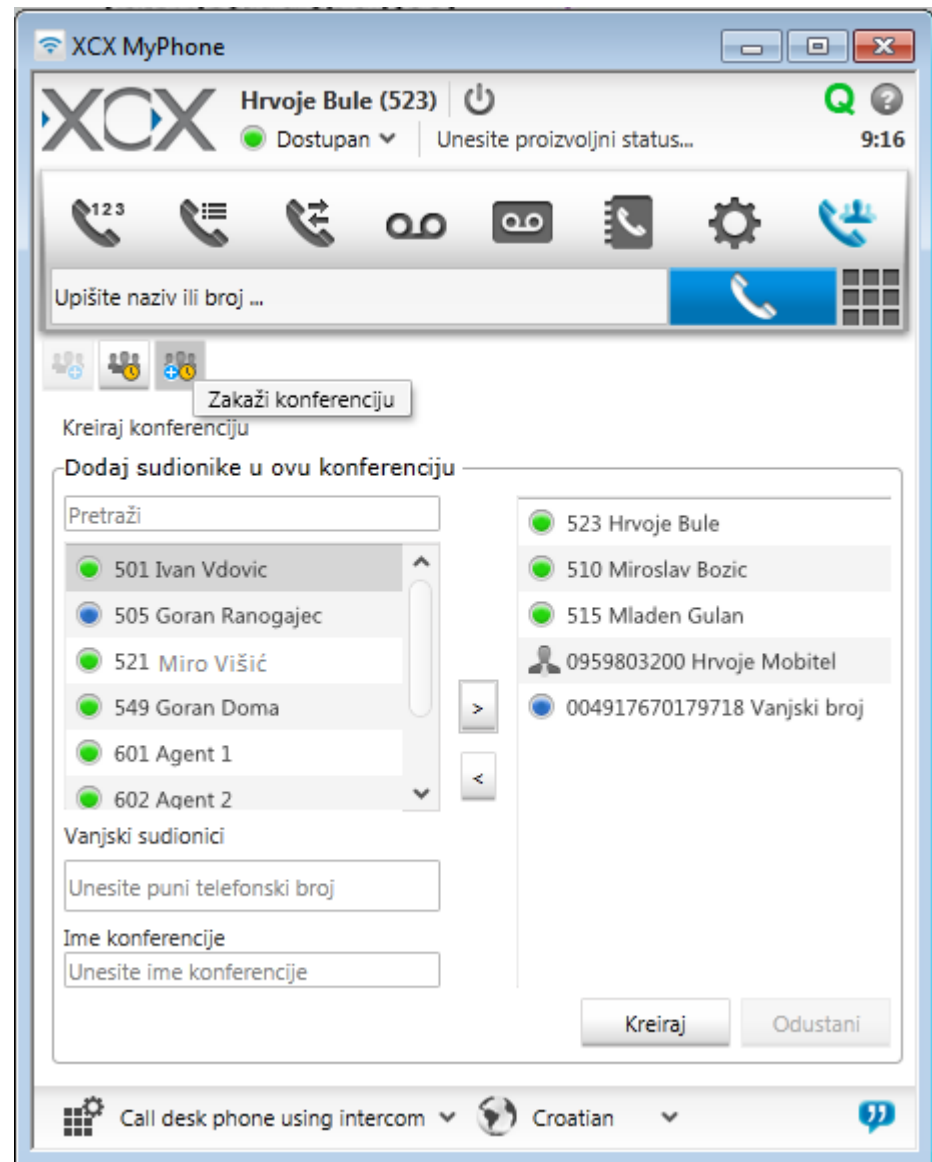 XCX MyPhone
XCX
Hrvoje Bule (523)
Q ?
Dostupan
Unesite proizvoljni status...
9:16
123
Upišite naziv ili broj ...
Zakaži konferenciju
Kreiraj konferenciju
Dodaj sudionike u ovu konferenciju
Pretraži
501 Ivan Vdovic
505 Goran Ranogajec
521 Miro Višić
549 Goran Doma
601 Agent 1
602 Agent 2
>
<
523 Hrvoje Bule
510 Miroslav Bozic
515 Mladen Gulan
0959803200 Hrvoje Mobitel
004917670179718 Vanjski broj
Vanjski sudionici
Unesite puni telefonski broj
Ime konferencije
Unesite ime konferencije
Kreiraj
Odustani
Call desk phone using intercom
Croatian